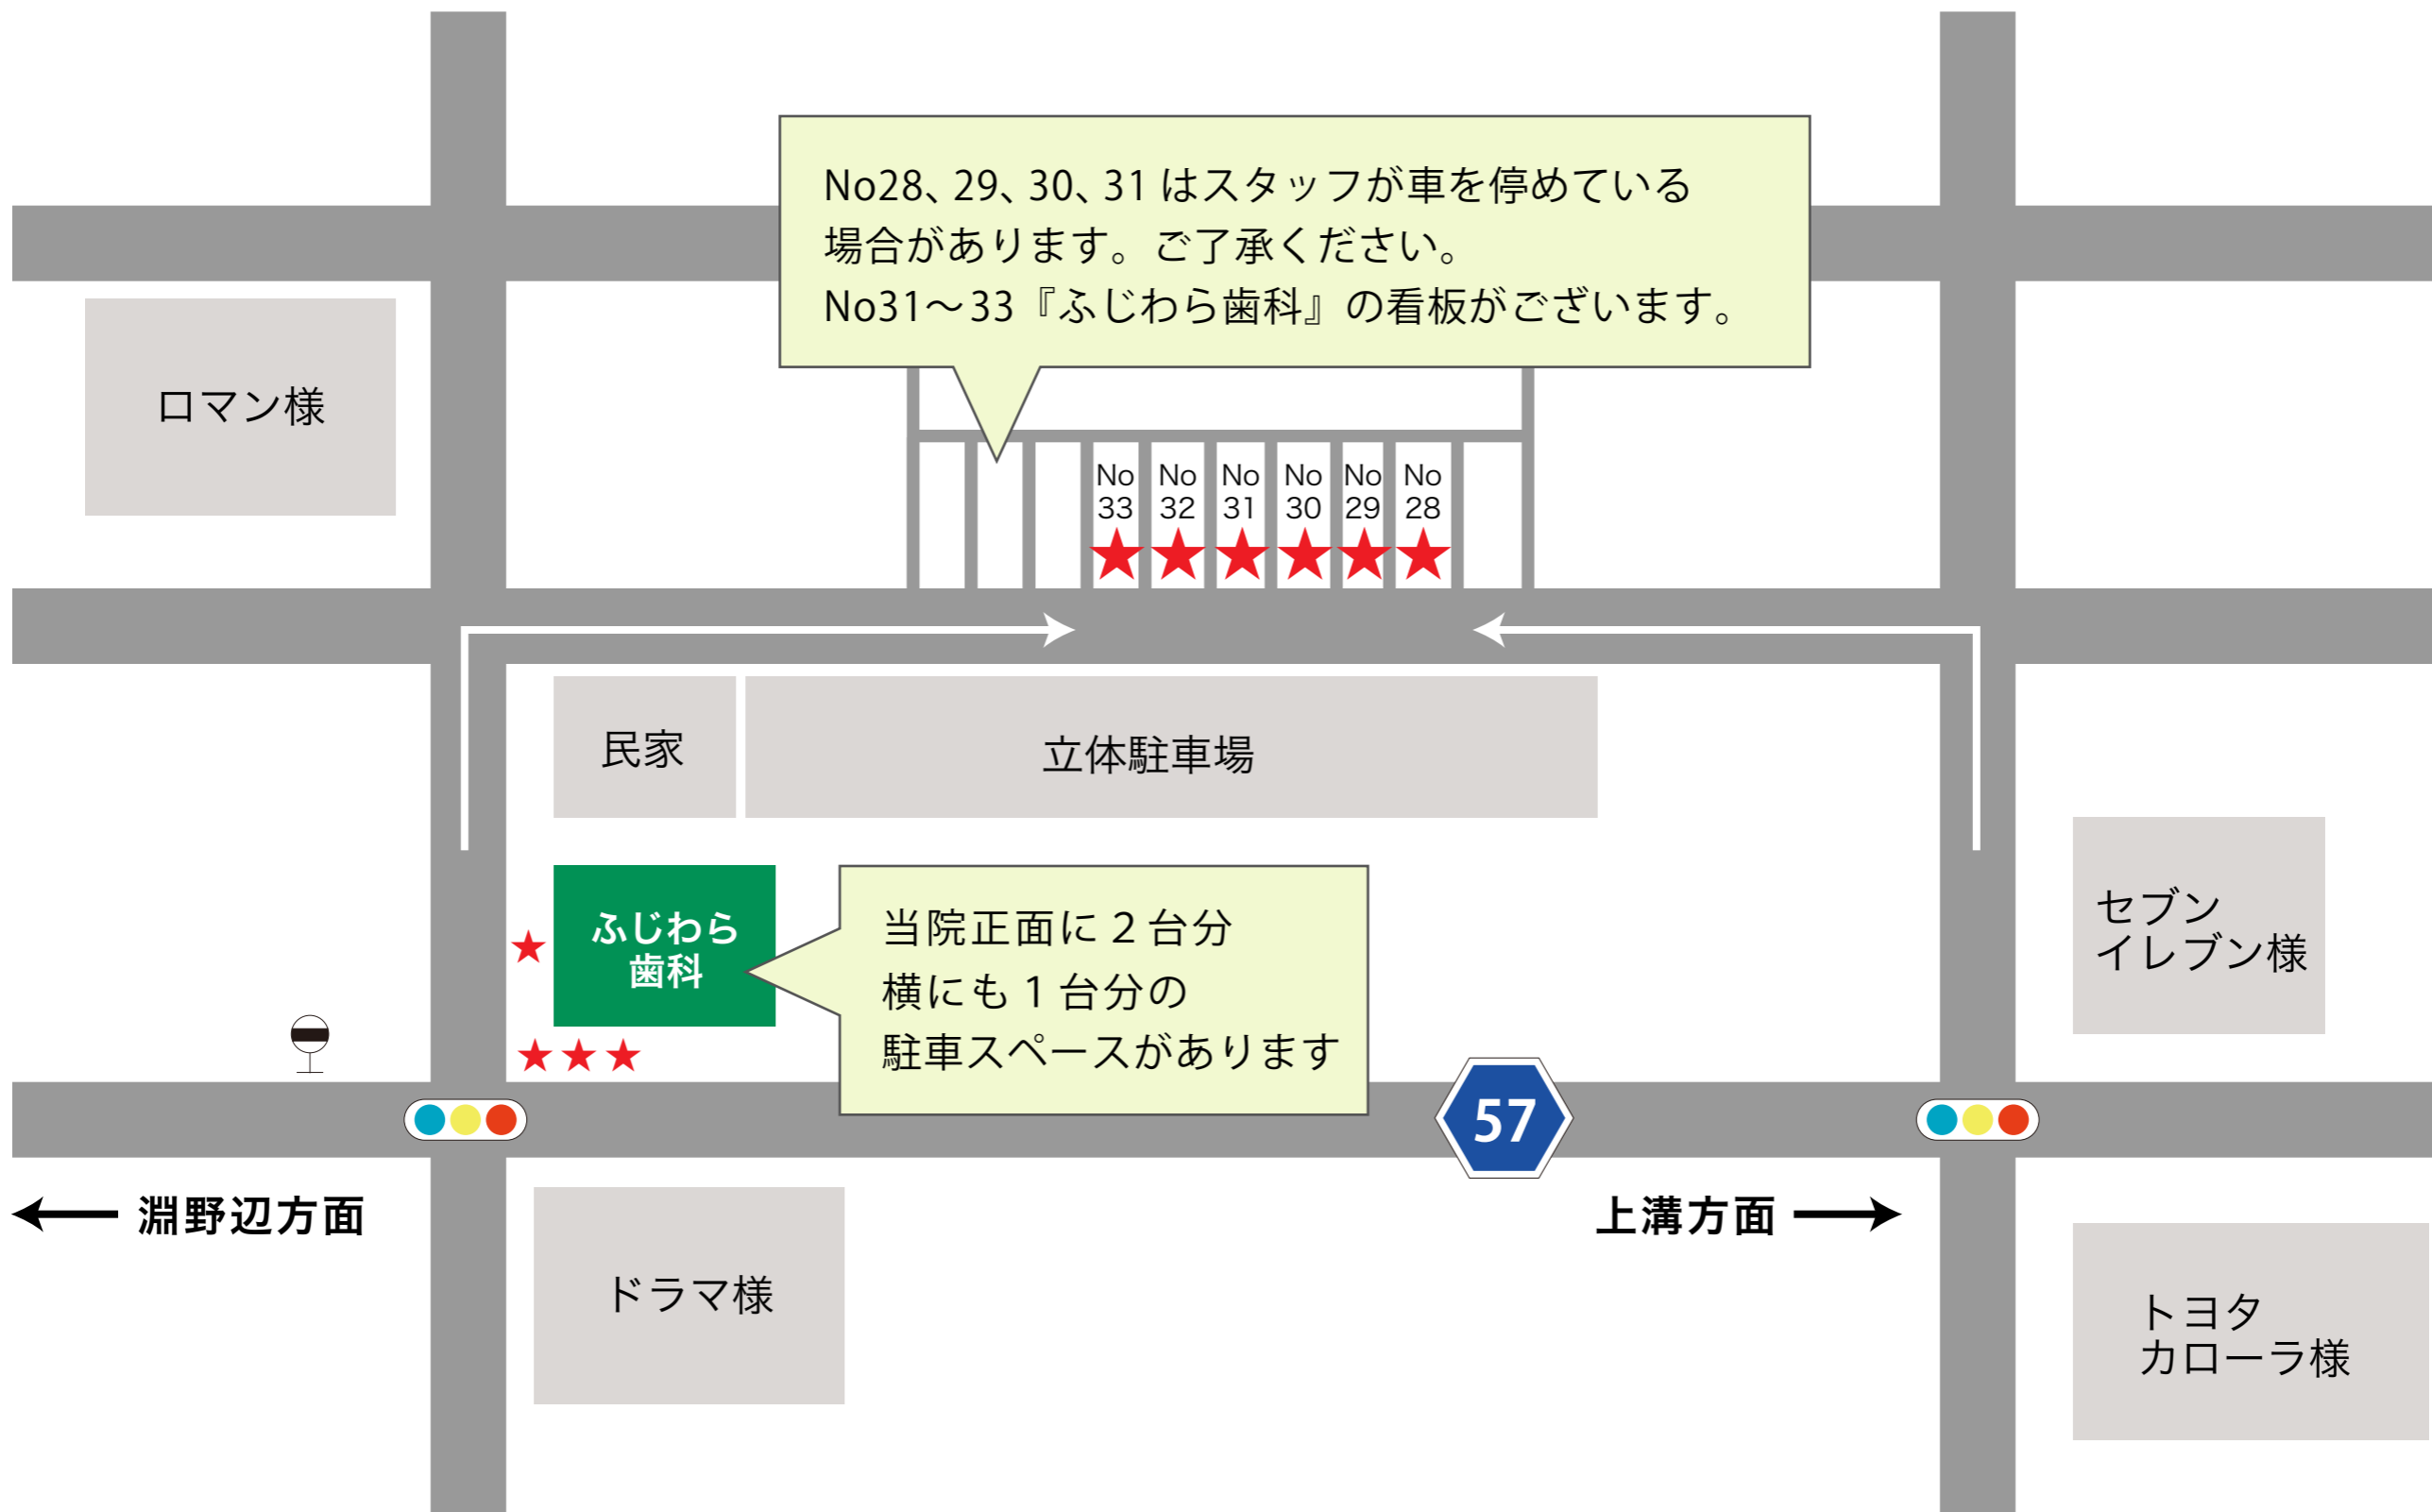 No28、29、30、31 はスタッフが車を停めている
場合があります。ご了承ください。
No31～33『ふじわら歯科』の看板がございます。
ロマン様
No
33
No
32
No
31
No
30
No
29
No
28
民家
立体駐車場
ふじわら
歯科
当院正面に 2 台分
横にも 1 台分の
駐車スペースがあります
セブン
イレブン様
57
淵野辺方面
上溝方面
ドラマ様
トヨタ
カローラ様